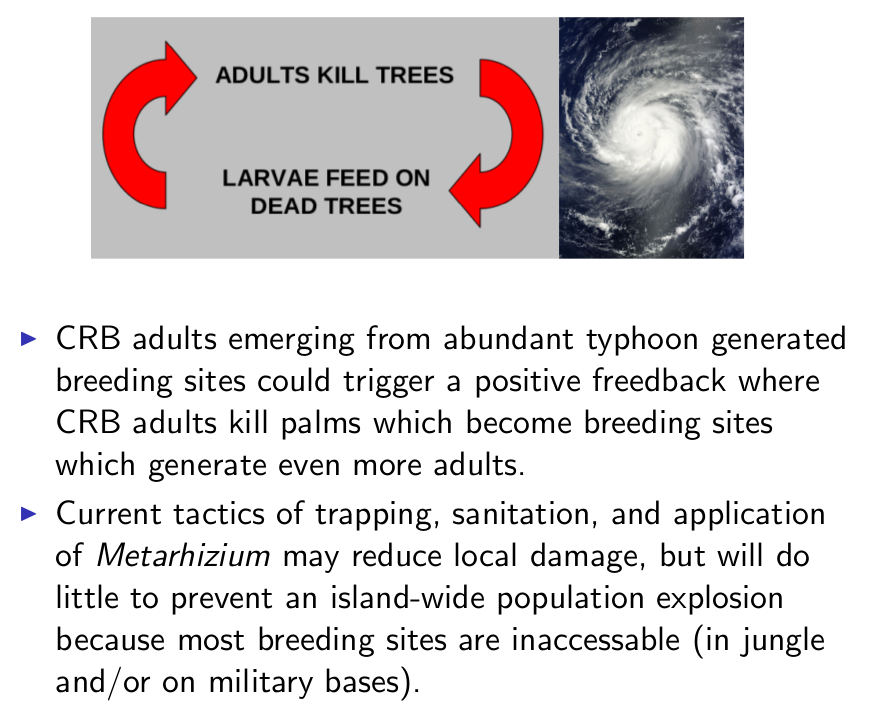 ADULTS KILL TREES
LARVAE FEED ON
DEAD TREES
▶ CRB adults emerging from abundant typhoon generated
breeding sites could trigger a positive freedback where
CRB adults kill palms which become breeding sites
which generate even more adults.
▶ Current tactics of trapping, sanitation, and application
of Metarhizium may reduce local damage, but will do
little to prevent an island-wide population explosion
because most breeding sites are inaccessable (in jungle
and/or on military bases).